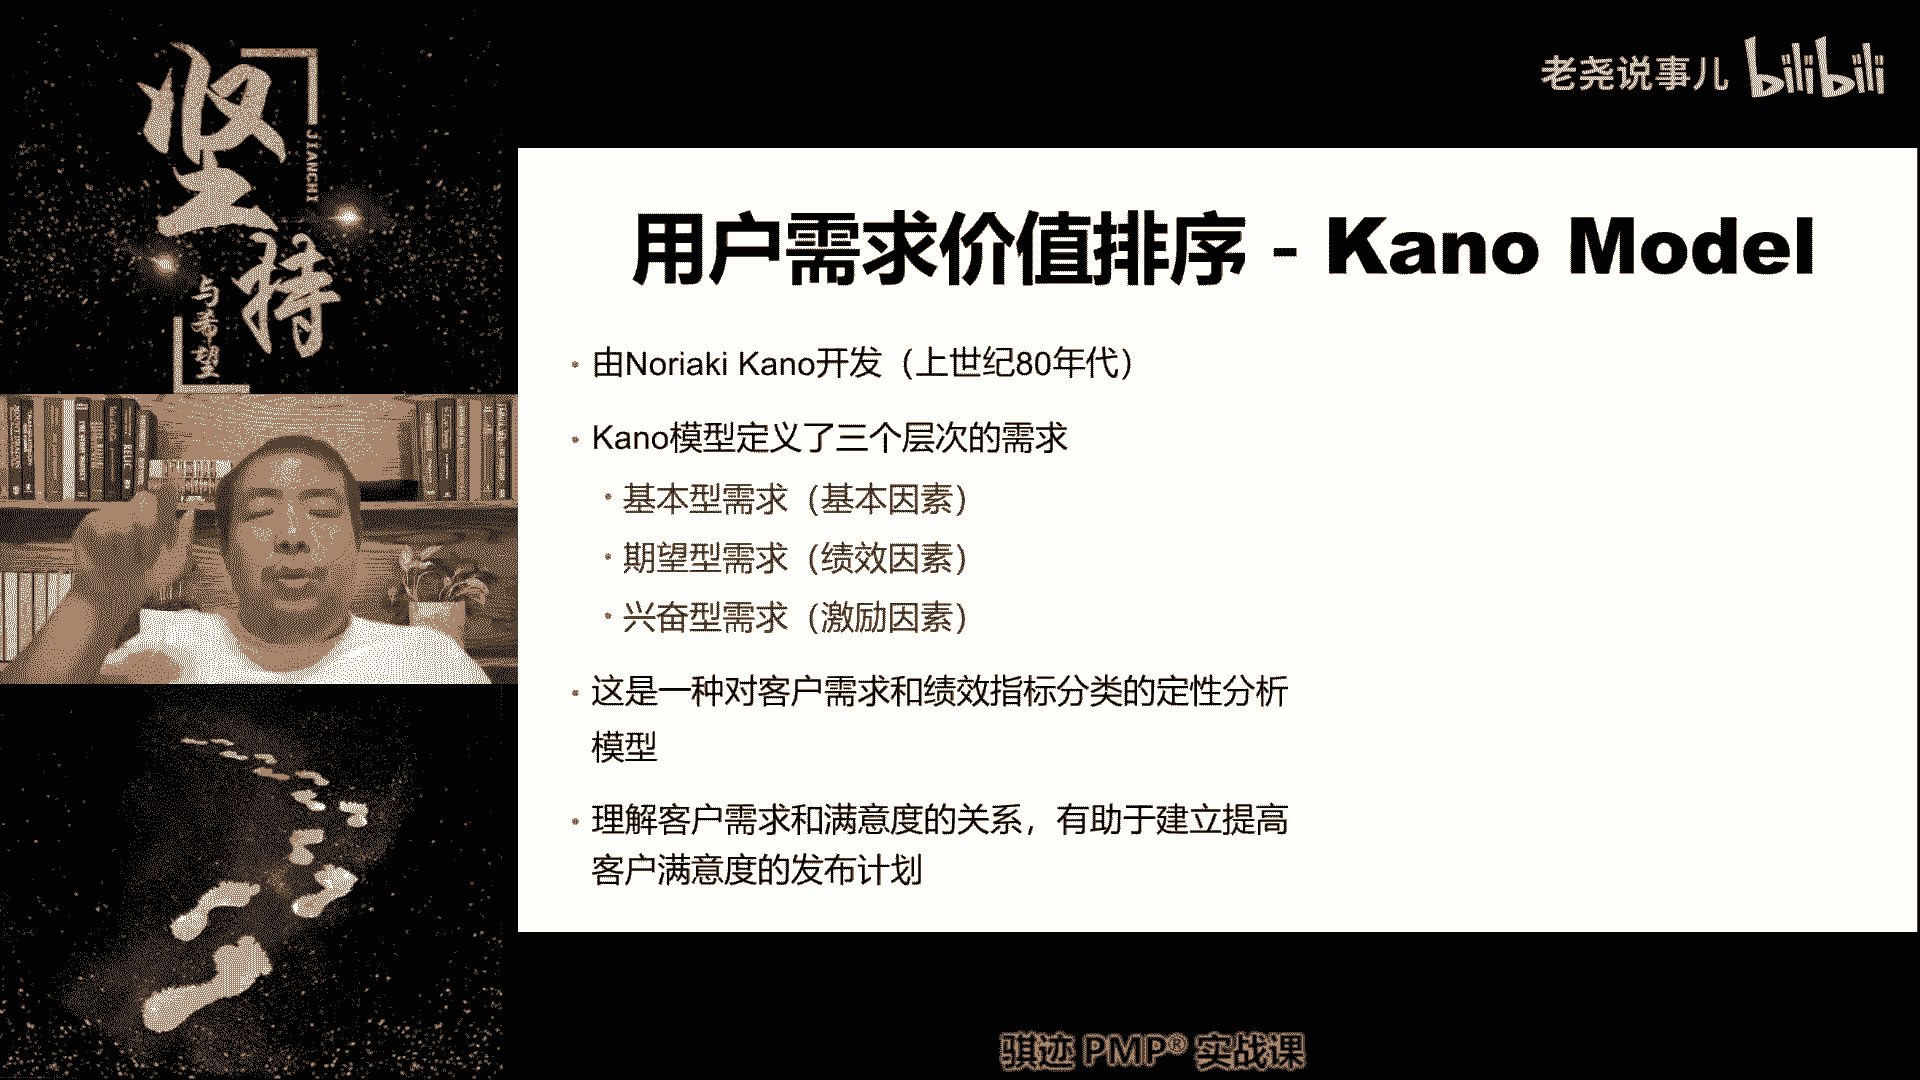 坚持
JIANCHI
与希望
老尧说事儿 bilibili
用户需求价值排序 - Kano Model
· 由Noriaki Kano开发（上世纪80年代）
· Kano模型定义了三个层次的需求
· 基本型需求（基本因素）
· 期望型需求（绩效因素）
· 兴奋型需求（激励因素）
· 这是一种对客户需求和绩效指标分类的定性分析
模型
· 理解客户需求和满意度的关系，有助于建立提高
客户满意度的发布计划
骐迹 PMP® 实战课